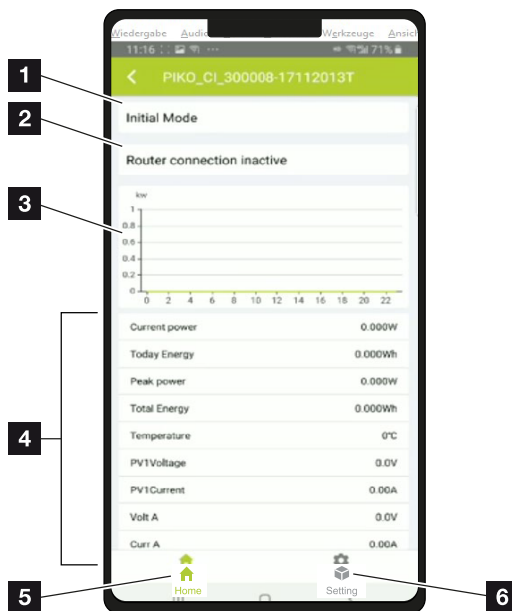 Wiedergabe Audio Werkzeuge Ansich
11:16 71%
PIKO_CI_300008-17112013T
1
Initial Mode
2
Router connection inactive
3
kw
1
0.8
0.6
0.4
0.2
0
0 2 4 6 8 10 12 14 16 18 20 22
4
Current power 0.000W
Today Energy 0.000Wh
Peak power 0.000W
Total Energy 0.000Wh
Temperature 0°C
PV1Voltage 0.0V
PV1Current 0.00A
Volt A 0.0V
Curr A 0.00A
5
Home Setting
6